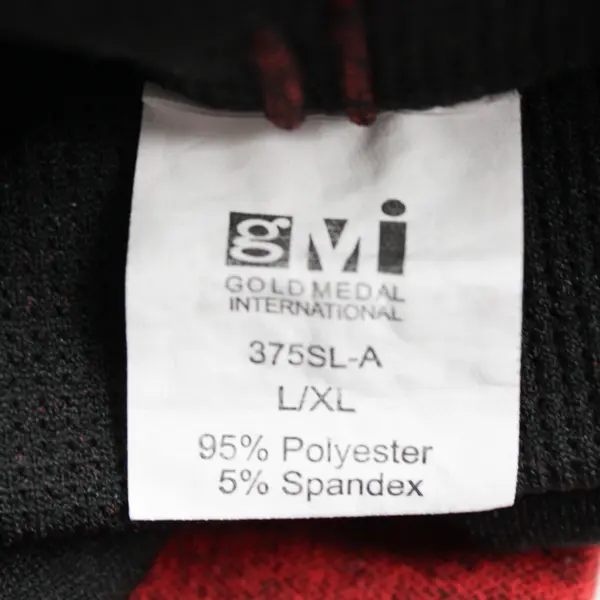 gmi
GOLD MEDAL
INTERNATIONAL
375SL-A
L/XL
95% Polyester
5% Spandex